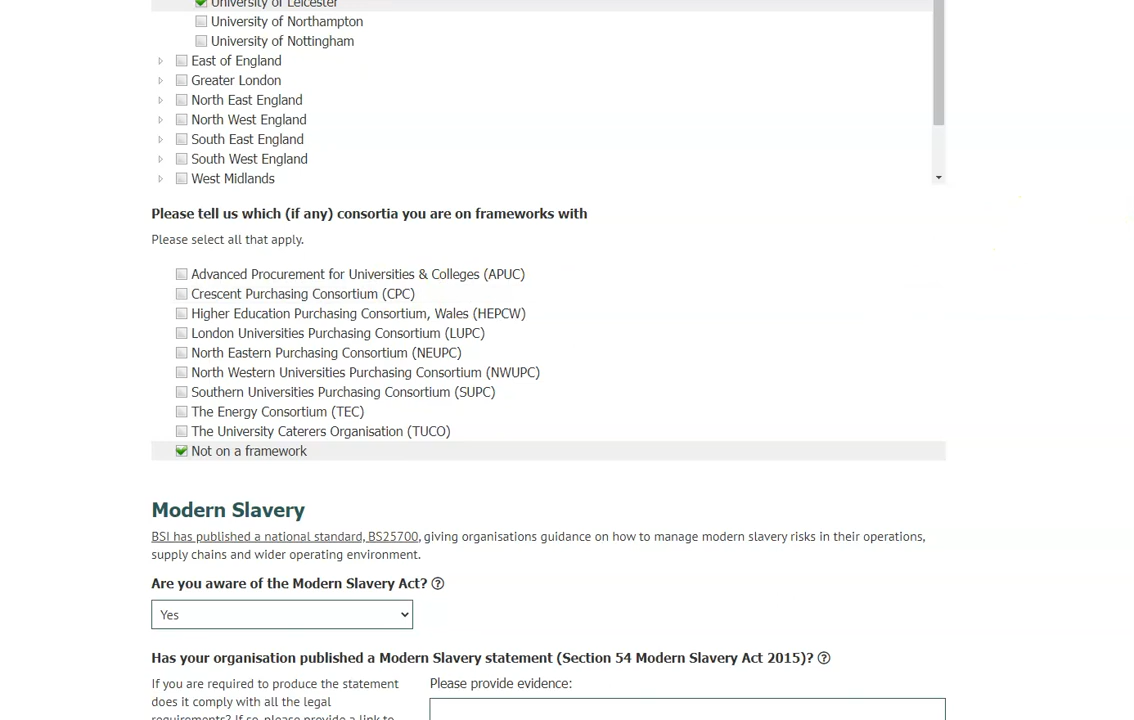 University of Leicester
University of Northampton
University of Nottingham
East of England
Greater London
North East England
North West England
South East England
South West England
West Midlands
Please tell us which (if any) consortia you are on frameworks with
Please select all that apply.
Advanced Procurement for Universities & Colleges (APUC)
Crescent Purchasing Consortium (CPC)
Higher Education Purchasing Consortium, Wales (HEPCW)
London Universities Purchasing Consortium (LUPC)
North Eastern Purchasing Consortium (NEUPC)
North Western Universities Purchasing Consortium (NWUPC)
Southern Universities Purchasing Consortium (SUPC)
The Energy Consortium (TEC)
The University Caterers Organisation (TUCO)
Not on a framework
Modern Slavery
BSI has published a national standard, BS25700, giving organisations guidance on how to manage modern slavery risks in their operations,
supply chains and wider operating environment.
Are you aware of the Modern Slavery Act? ?
Yes
Has your organisation published a Modern Slavery statement (Section 54 Modern Slavery Act 2015)? ?
If you are required to produce the statement
Please provide evidence:
does it comply with all the legal
requirements? If so, please provide a link to